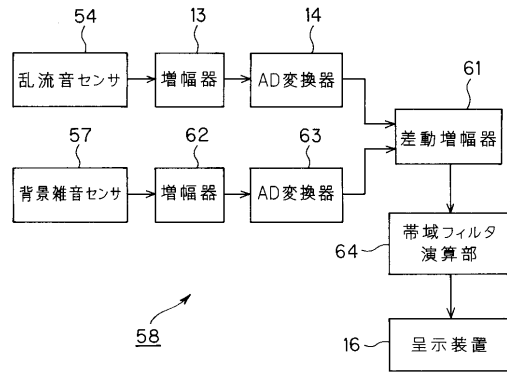 54
13
14
乱流音センサ
増幅器
AD変換器
61
57
62
63
差動増幅器
背景雑音センサ
増幅器
AD変換器
64
帯域フィルタ
演算部
58
16
呈示装置